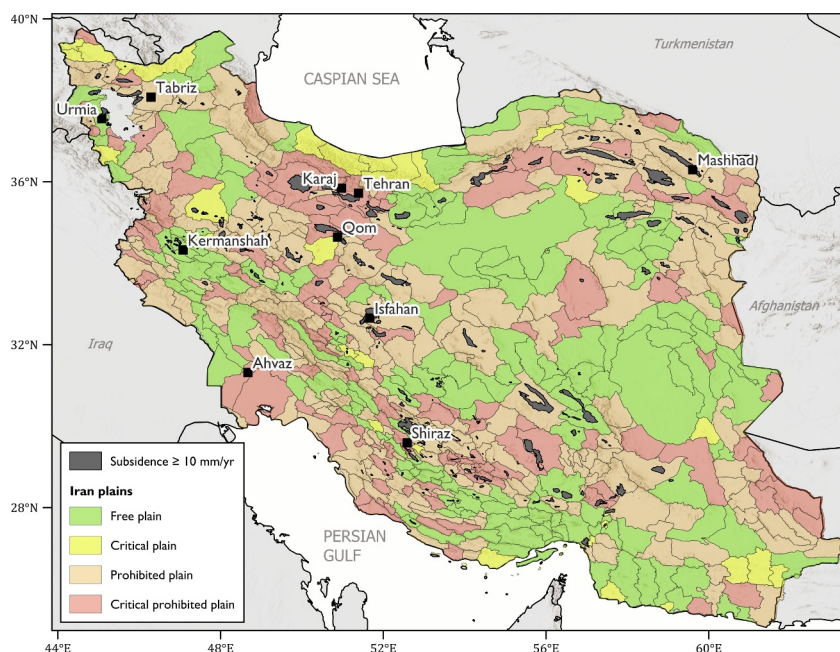 40°N
36°N
32°N
28°N
44°E
48°E
52°E
56°E
60°E
Turkmenistan
CASPIAN SEA
Tabriz
Urmia
Mashhad
Karaj
Tehran
Qom
Kermanshah
Isfahan
Afghanistan
Iraq
Ahvaz
Shiraz
PERSIAN
GULF
Subsidence ≥ 10 mm/yr
Iran plains
Free plain
Critical plain
Prohibited plain
Critical prohibited plain